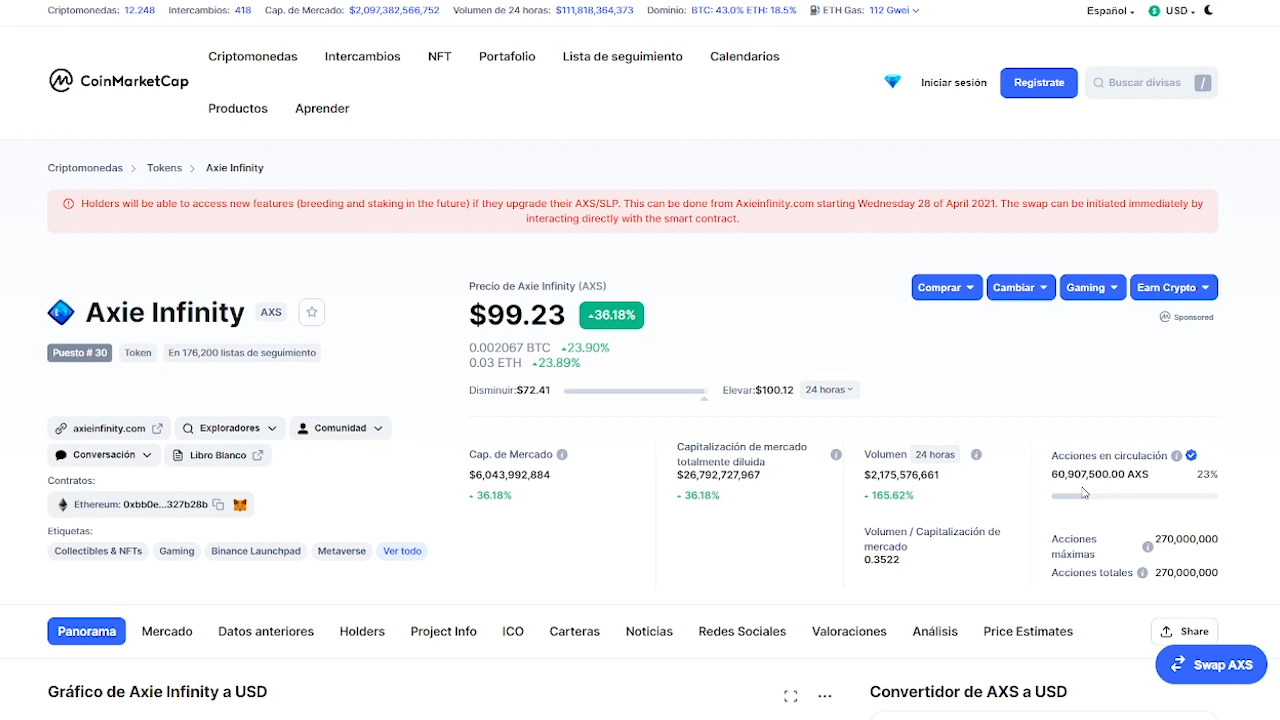 Criptomonedas: 12.248 Intercambios: 418 Cap. de Mercado: $2,097,382,566,752 Volumen de 24 horas: $111,818,364,373 Dominio: BTC: 43.0% ETH: 18.5% ETH Gas: 112 Gwei Español USD
Criptomonedas Intercambios NFT Portafolio Lista de seguimiento Calendarios
CoinMarketCap
Iniciar sesión Regístrate Buscar divisas /
Productos Aprender
Criptomonedas Tokens Axie Infinity
Holders will be able to access new features (breeding and staking in the future) if they upgrade their AXS/SLP. This can be done from Axieinfinity.com starting Wednesday 28 of April 2021. The swap can be initiated immediately by
interacting directly with the smart contract.
Axie Infinity AXS
Puesto # 30 Token En 176,200 listas de seguimiento
Precio de Axie Infinity (AXS)
$99.23 36.18%
0.002067 BTC 23.90%
0.03 ETH 23.89%
Disminuir:$72.41 Elevar:$100.12 24 horas
Comprar Cambiar Gaming Earn Crypto
Sponsored
axieinfinity.com Exploradores Comunidad
Conversación Libro Blanco
Contratos:
Ethereum: 0xbb0e...327b28b
Etiquetas:
Collectibles & NFTs Gaming Binance Launchpad Metaverse Ver todo
Cap. de Mercado
$6,043,992,884
36.18%
Capitalización de mercado
totalmente diluida
$26,792,727,967
36.18%
Volumen 24 horas
$2,175,576,661
165.62%
Volumen / Capitalización de
mercado
0.3522
Acciones en circulación
60,907,500.00 AXS 23%
Acciones
máximas
270,000,000
Acciones totales 270,000,000
Panorama Mercado Datos anteriores Holders Project Info ICO Carteras Noticias Redes Sociales Valoraciones Análisis Price Estimates Share
Swap AXS
Gráfico de Axie Infinity a USD
Convertidor de AXS a USD